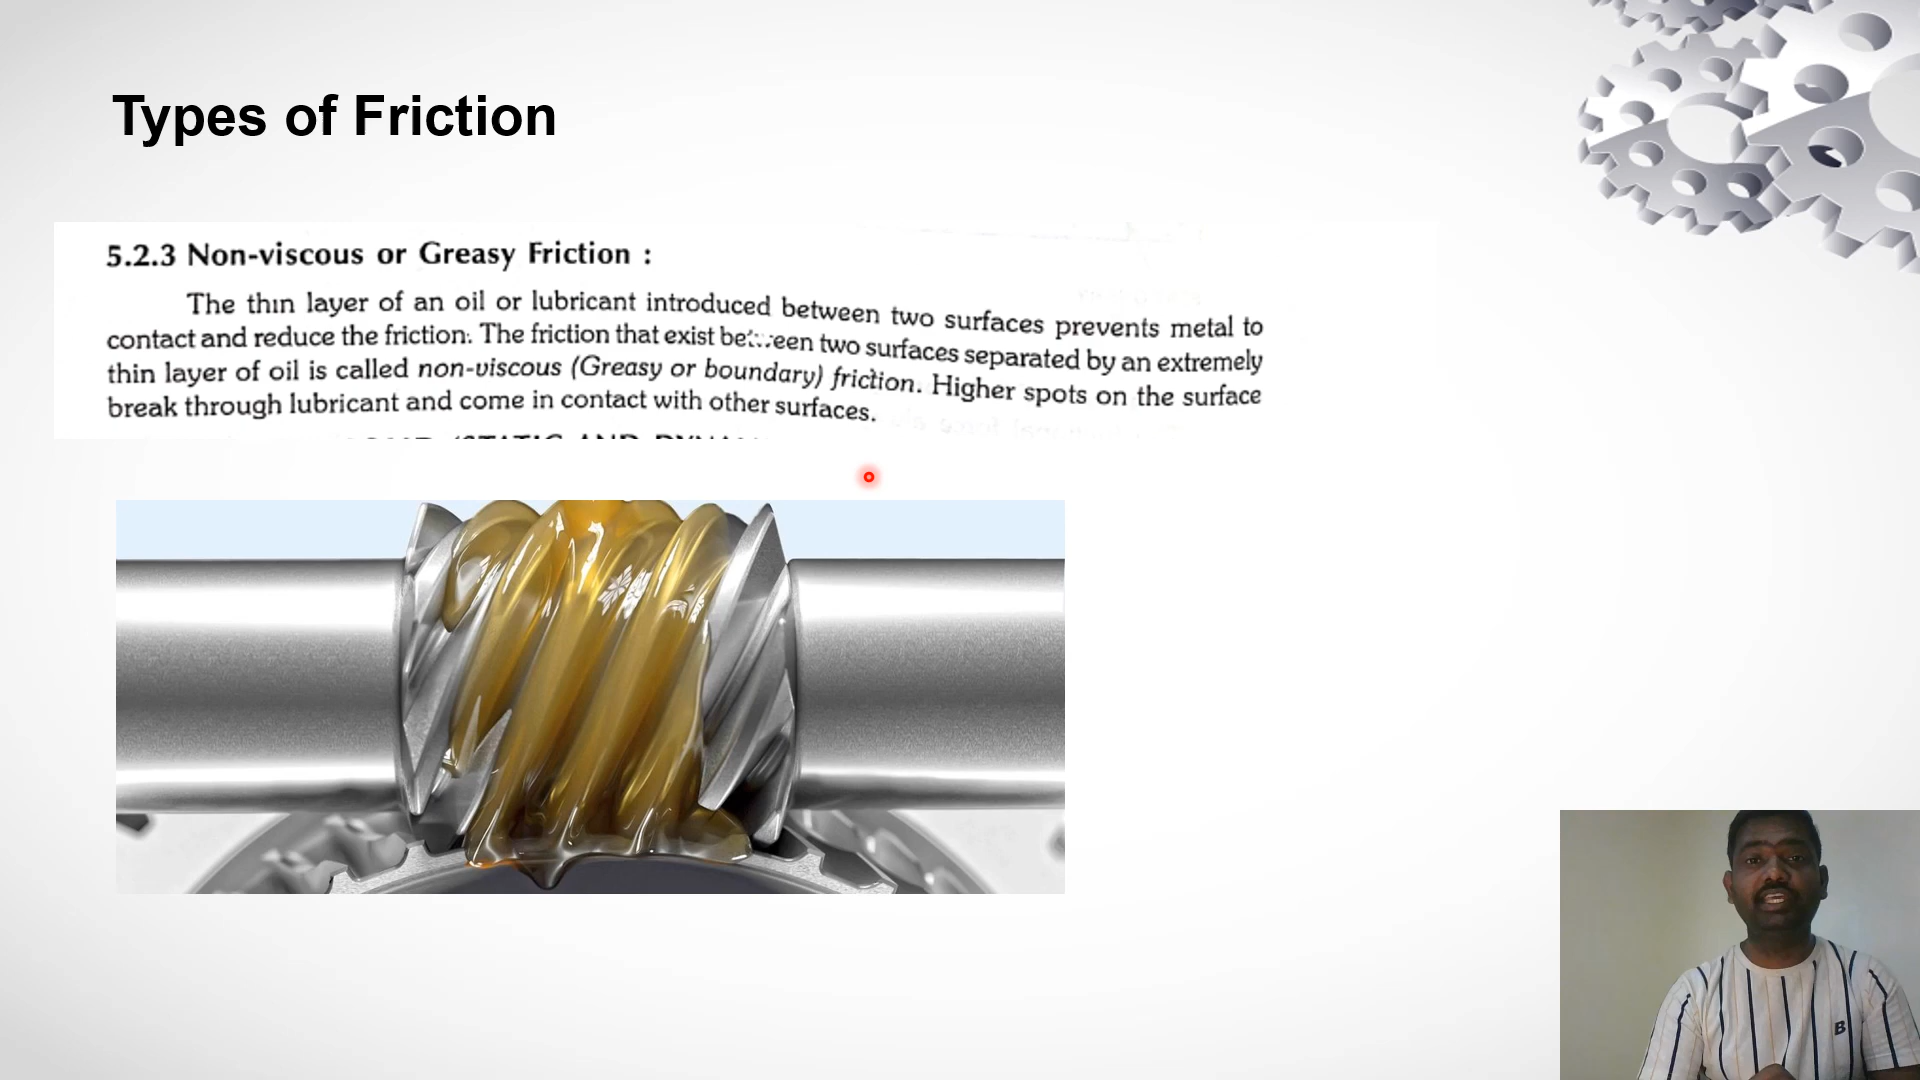 Types of Friction
5.2.3 Non-viscous or Greasy Friction :
The thin layer of an oil or lubricant introduced between two surfaces prevents metal to
contact and reduce the friction. The friction that exist between two surfaces separated by an extremely
thin layer of oil is called non-viscous (Greasy or boundary) friction. Higher spots on the surface
break through lubricant and come in contact with other surfaces.
B